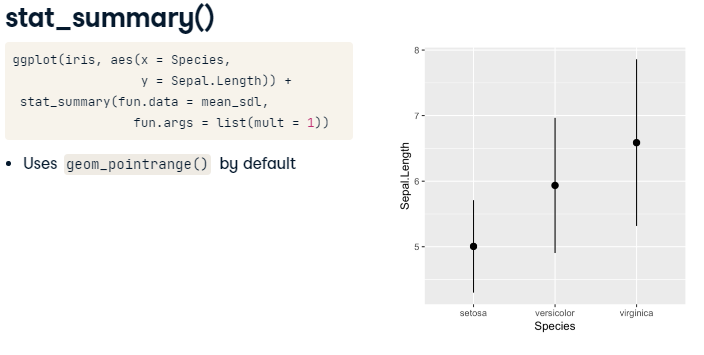 stat_summary()
ggplot(iris, aes(x = Species,
y = Sepal.Length)) +
stat_summary(fun.data = mean_sdl,
fun.args = list(mult = 1))
• Uses geom_pointrange() by default
8
7
6
5
Sepal.Length
setosa versicolor virginica
Species